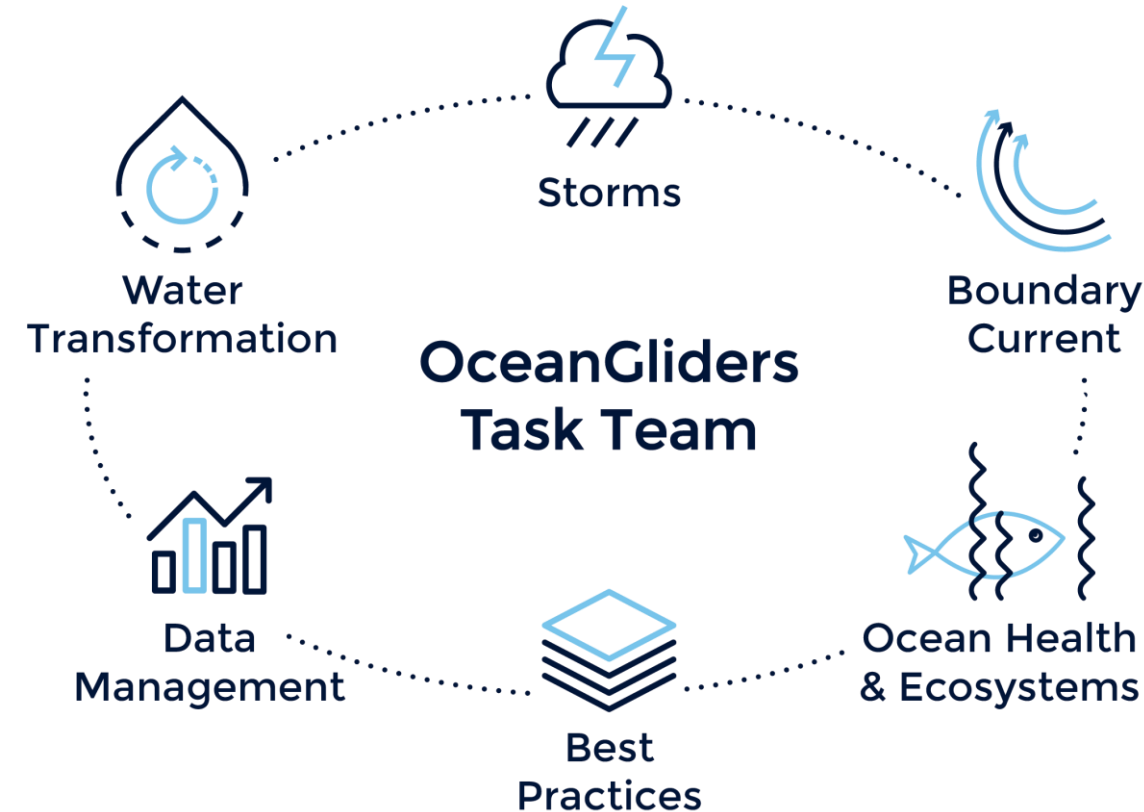 Storms
Water
Transformation
Boundary
Current
OceanGliders
Task Team
Data
Management
Ocean Health
& Ecosystems
Best
Practices